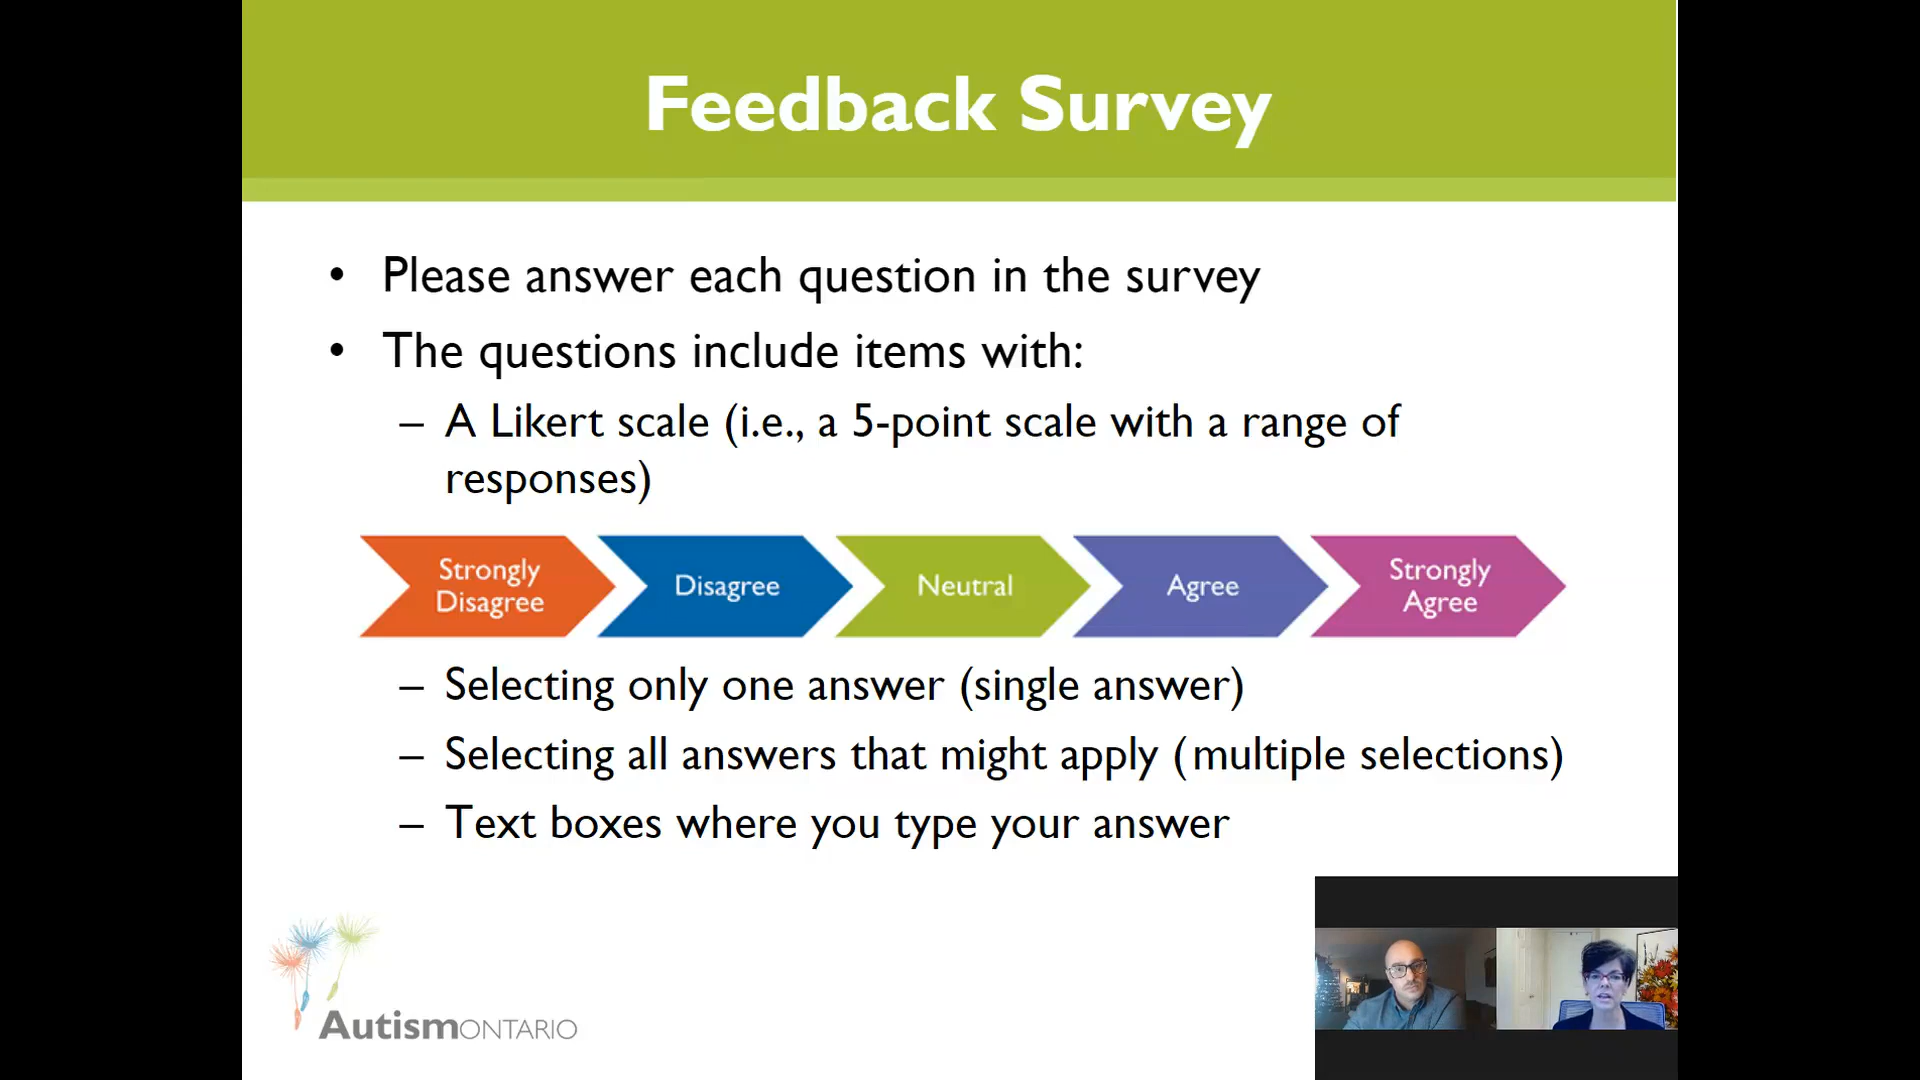 Feedback Survey
• Please answer each question in the survey
• The questions include items with:
– A Likert scale (i.e., a 5-point scale with a range of
responses)
Strongly
Disagree
Disagree
Neutral
Agree
Strongly
Agree
– Selecting only one answer (single answer)
– Selecting all answers that might apply (multiple selections)
– Text boxes where you type your answer
AutismONTARIO